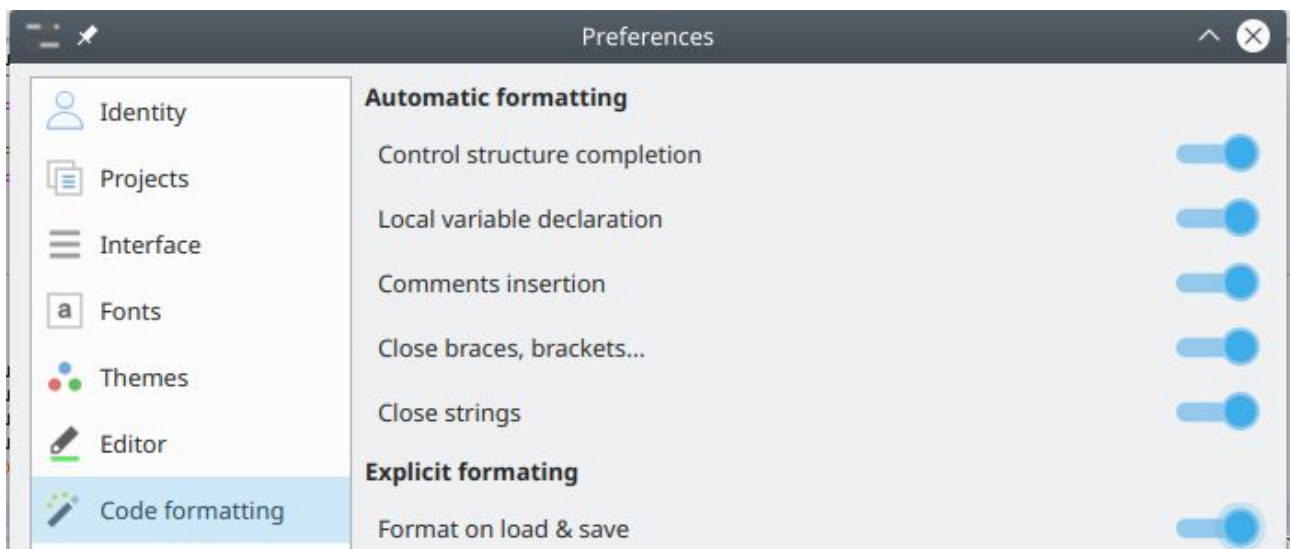 Preferences
Identity
Projects
Interface
a Fonts
Themes
Editor
Code formatting
Automatic formatting
Control structure completion
Local variable declaration
Comments insertion
Close braces, brackets...
Close strings
Explicit formating
Format on load & save